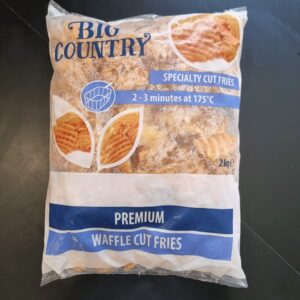 BIG
COUNTRY
SPECIALTY CUT FRIES
2 - 3 minutes at 175°C
2kg e
PREMIUM
WAFFLE CUT FRIES